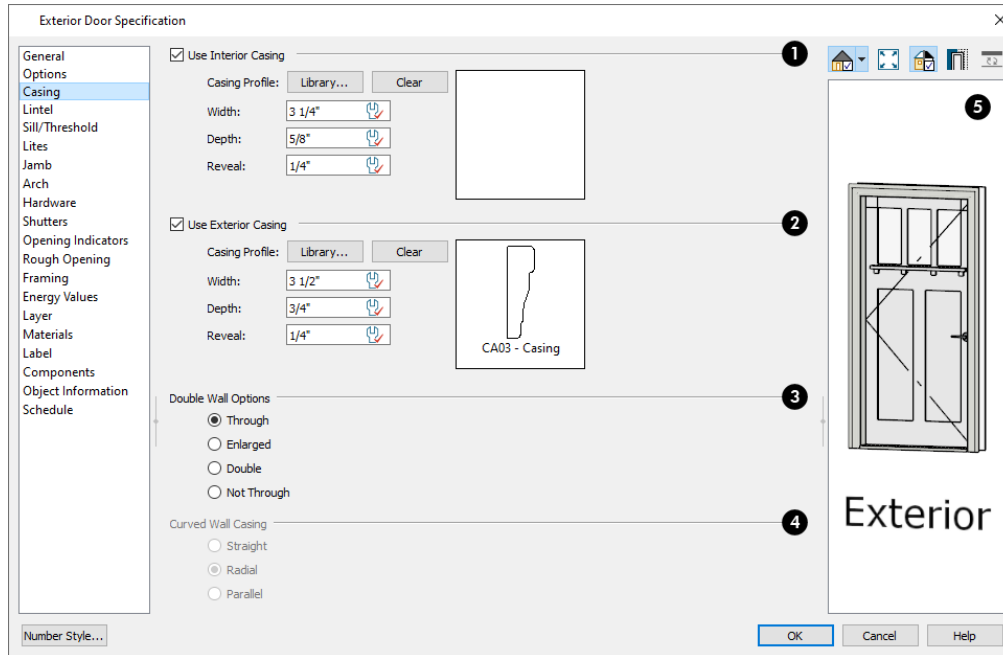 Exterior Door Specification
General
Options
Casing
Lintel
Sill/Threshold
Lites
Jamb
Arch
Hardware
Shutters
Opening Indicators
Rough Opening
Framing
Energy Values
Layer
Materials
Label
Components
Object Information
Schedule
Use Interior Casing
1
Casing Profile: Library... Clear
Width: 3 1/4"
Depth: 5/8"
Reveal: 1/4"
Use Exterior Casing
2
Casing Profile: Library... Clear
Width: 3 1/2"
Depth: 3/4"
Reveal: 1/4"
CA03 - Casing
Double Wall Options
3
Through
Enlarged
Double
Not Through
Curved Wall Casing
4
Straight
Radial
Parallel
5
Exterior
Number Style...
OK Cancel Help